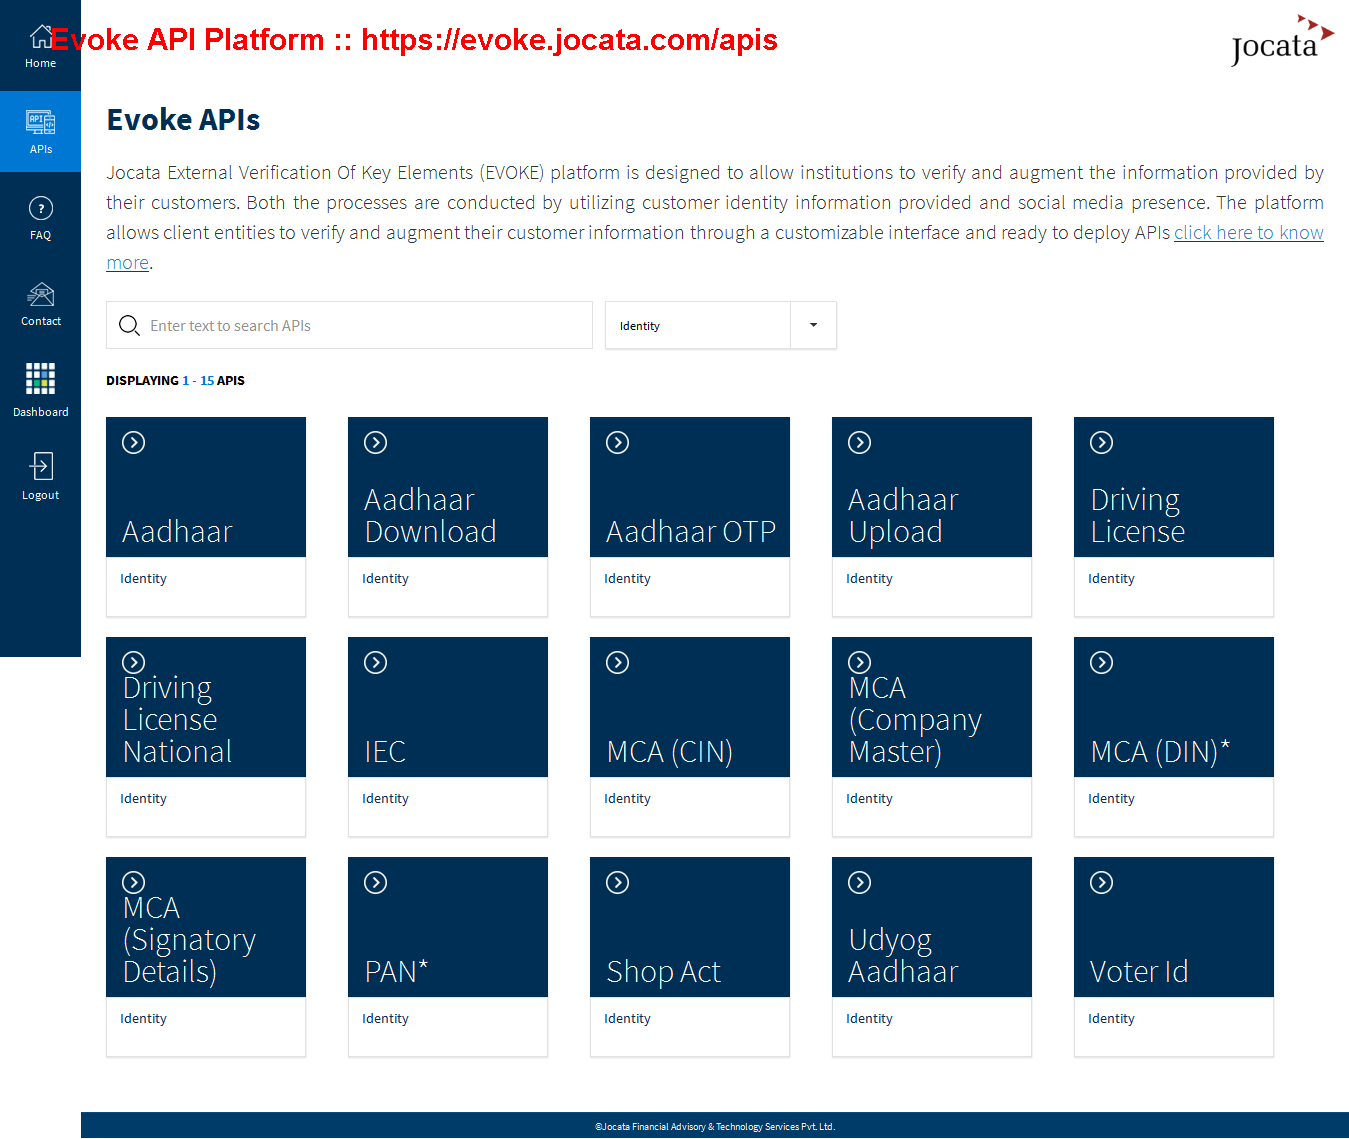 Evoke API Platform :: https://evoke.jocata.com/apis
Jocata
Home
API
APIs
?
FAQ
Contact
Dashboard
Logout
Evoke APIs
Jocata External Verification Of Key Elements (EVOKE) platform is designed to allow institutions to verify and augment the information provided by
their customers. Both the processes are conducted by utilizing customer identity information provided and social media presence. The platform
allows client entities to verify and augment their customer information through a customizable interface and ready to deploy APIs click here to know
more.
Enter text to search APIs
Identity
DISPLAYING 1 - 15 APIS
Aadhaar
Identity
Aadhaar
Download
Identity
Aadhaar OTP
Identity
Aadhaar
Upload
Identity
Driving
License
Identity
Driving
License
National
Identity
IEC
Identity
MCA (CIN)
Identity
MCA
(Company
Master)
Identity
MCA (DIN)*
Identity
MCA
(Signatory
Details)
Identity
PAN*
Identity
Shop Act
Identity
Udyog
Aadhaar
Identity
Voter Id
Identity
©Jocata Financial Advisory & Technology Services Pvt. Ltd.